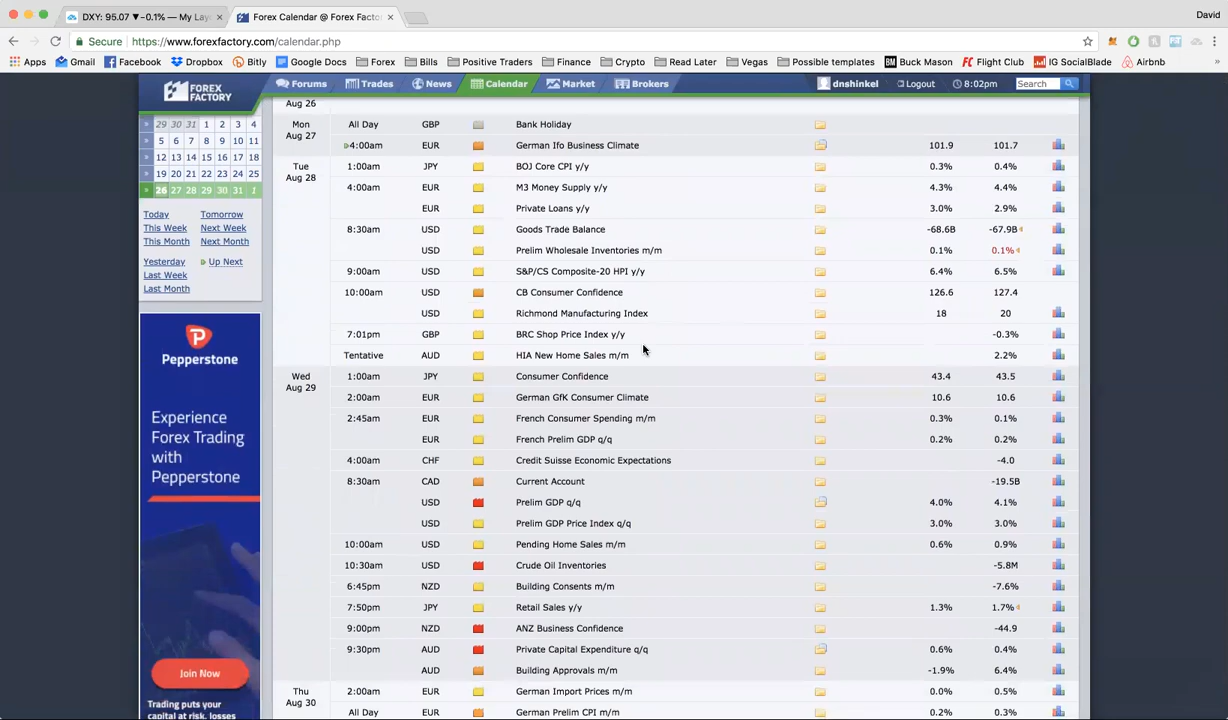 DXY: 95.07 ▼−0.1% — My Lay
Forex Calendar @ Forex Facto
David
Secure
https://www.forexfactory.com/calendar.php
Apps
Gmail
Facebook
Dropbox
Bitly
Google Docs
Forex
Bills
Positive Traders
Finance
Crypto
Read Later
Vegas
Possible templates
BM Buck Mason
FC Flight Club
IG SocialBlade
Airbnb
»
FOREX FACTORY
Forums
Trades
News
Calendar
Market
Brokers
dnshinkel
Logout
8:02pm
Search
» 29 30 31 1 2 3 4
» 5 6 7 8 9 10 11
» 12 13 14 15 16 17 18
» 19 20 21 22 23 24 25
» 26 27 28 29 30 31 1
Today Tomorrow
This Week Next Week
This Month Next Month
Yesterday Up Next
Last Week
Last Month
Pepperstone
Experience
Forex Trading
with
Pepperstone
Join Now
Trading puts your
capital at risk, losses
Aug 26
Mon Aug 27 All Day GBP Bank Holiday
4:00am EUR German Ifo Business Climate 101.9 101.7
Tue Aug 28 1:00am JPY BOJ Core CPI y/y 0.3% 0.4%
4:00am EUR M3 Money Supply y/y 4.3% 4.4%
EUR Private Loans y/y 3.0% 2.9%
8:30am USD Goods Trade Balance -68.6B -67.9B
USD Prelim Wholesale Inventories m/m 0.1% 0.1%
9:00am USD S&P/CS Composite-20 HPI y/y 6.4% 6.5%
10:00am USD CB Consumer Confidence 126.6 127.4
USD Richmond Manufacturing Index 18 20
7:01pm GBP BRC Shop Price Index y/y -0.3%
Tentative AUD HIA New Home Sales m/m 2.2%
Wed Aug 29 1:00am JPY Consumer Confidence 43.4 43.5
2:00am EUR German GfK Consumer Climate 10.6 10.6
2:45am EUR French Consumer Spending m/m 0.3% 0.1%
EUR French Prelim GDP q/q 0.2% 0.2%
4:00am CHF Credit Suisse Economic Expectations -4.0
8:30am CAD Current Account -19.5B
USD Prelim GDP q/q 4.0% 4.1%
USD Prelim GDP Price Index q/q 3.0% 3.0%
10:00am USD Pending Home Sales m/m 0.6% 0.9%
10:30am USD Crude Oil Inventories -5.8M
6:45pm NZD Building Consents m/m -7.6%
7:50pm JPY Retail Sales y/y 1.3% 1.7%
9:00pm NZD ANZ Business Confidence -44.9
9:30pm AUD Private Capital Expenditure q/q 0.6% 0.4%
AUD Building Approvals m/m -1.9% 6.4%
Thu Aug 30 2:00am EUR German Import Prices m/m 0.0% 0.5%
All Day EUR German Prelim CPI m/m 0.2% 0.3%